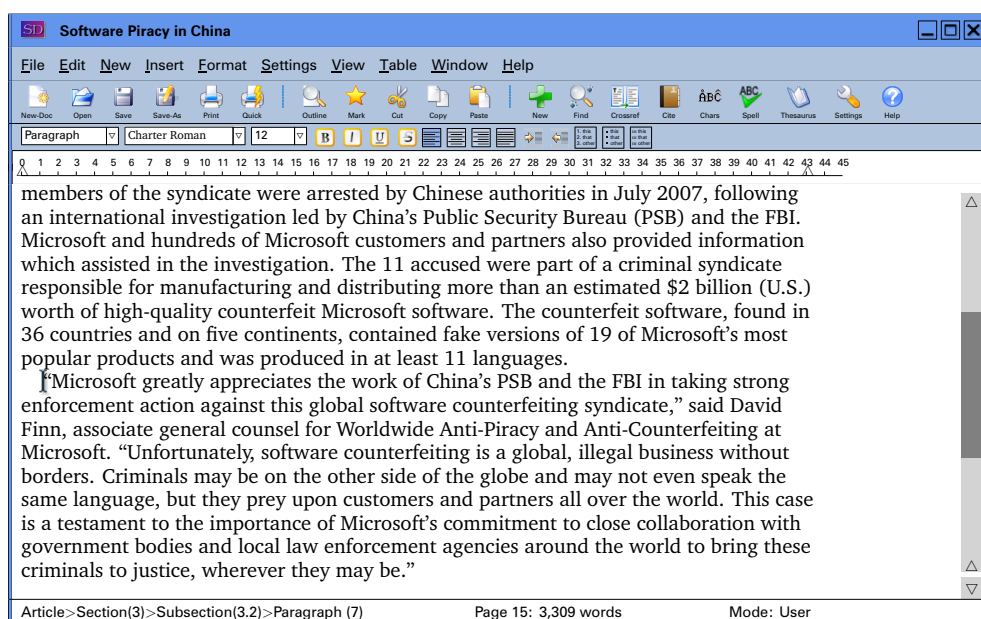 SD Software Piracy in China
File Edit New Insert Format Settings View Table Window Help
ÅBĈ ABC
New-Doc Open Save Save-As Print Quick Outline Mark Cut Copy Paste New Find Crossref Cite Chars Spell Thesaurus Settings Help
Paragraph Charter Roman 12 B I U S 1. this 2. that 3. other • this • that • other
0 1 2 3 4 5 6 7 8 9 10 11 12 13 14 15 16 17 18 19 20 21 22 23 24 25 26 27 28 29 30 31 32 33 34 35 36 37 38 39 40 41 42 43 44 45
members of the syndicate were arrested by Chinese authorities in July 2007, following
an international investigation led by China’s Public Security Bureau (PSB) and the FBI.
Microsoft and hundreds of Microsoft customers and partners also provided information
which assisted in the investigation. The 11 accused were part of a criminal syndicate
responsible for manufacturing and distributing more than an estimated $2 billion (U.S.)
worth of high-quality counterfeit Microsoft software. The counterfeit software, found in
36 countries and on five continents, contained fake versions of 19 of Microsoft’s most
popular products and was produced in at least 11 languages.
“Microsoft greatly appreciates the work of China’s PSB and the FBI in taking strong
enforcement action against this global software counterfeiting syndicate,” said David
Finn, associate general counsel for Worldwide Anti-Piracy and Anti-Counterfeiting at
Microsoft. “Unfortunately, software counterfeiting is a global, illegal business without
borders. Criminals may be on the other side of the globe and may not even speak the
same language, but they prey upon customers and partners all over the world. This case
is a testament to the importance of Microsoft’s commitment to close collaboration with
government bodies and local law enforcement agencies around the world to bring these
criminals to justice, wherever they may be.”
Article>Section(3)>Subsection(3.2)>Paragraph (7) Page 15: 3,309 words Mode: User